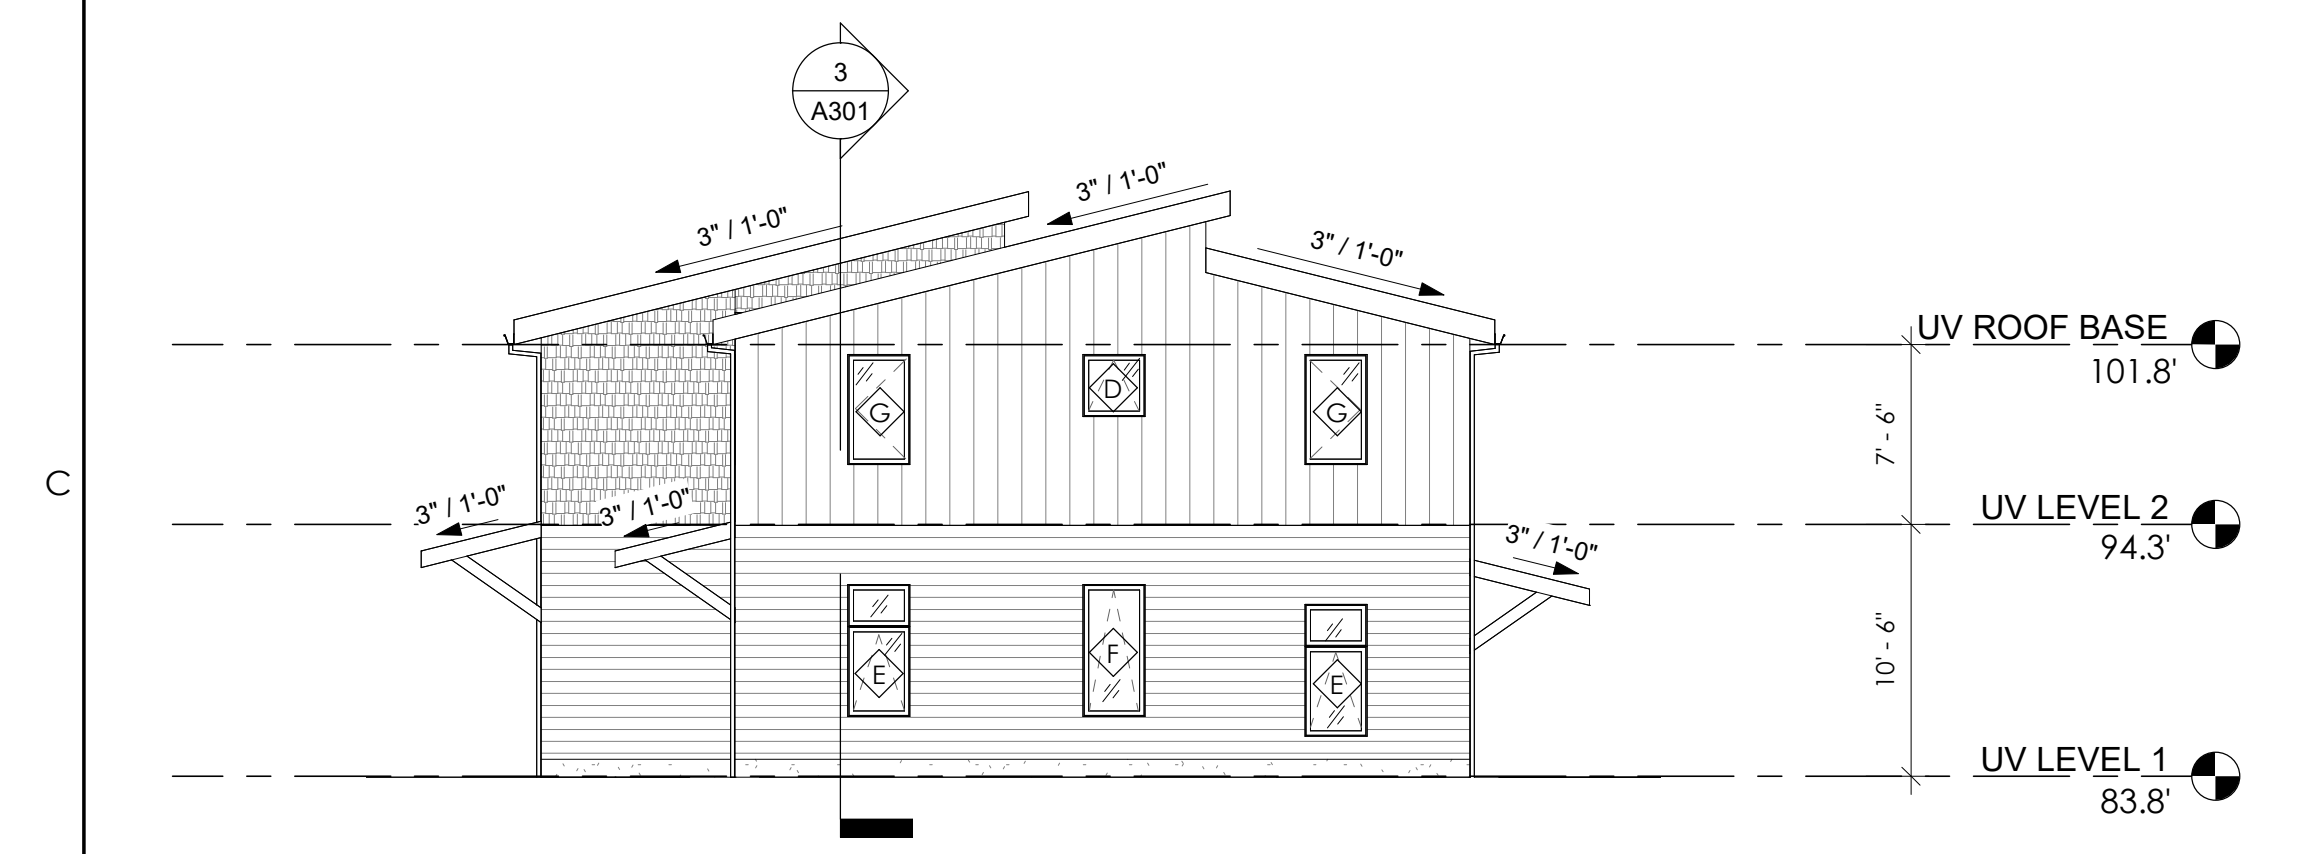 3
A301
3" / 1'-0"
3" / 1'-0"
3" / 1'-0"
UV ROOF BASE
101.8'
G
D
G
7' - 6"
C
3" / 1'-0"
3" / 1'-0"
UV LEVEL 2
94.3'
3" / 1'-0"
E
F
E
10' - 6"
UV LEVEL 1
83.8'